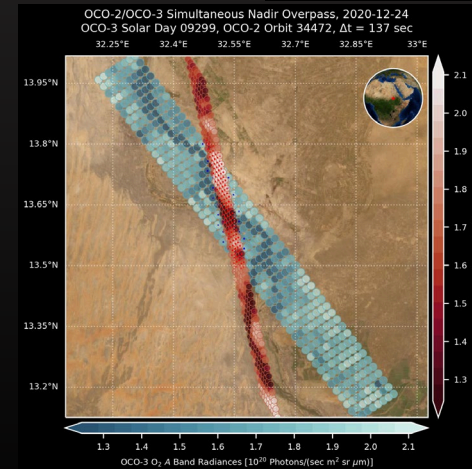 OCO-2/OCO-3 Simultaneous Nadir Overpass, 2020-12-24
OCO-3 Solar Day 09299, OCO-2 Orbit 34472, Δt = 137 sec
32.25°E 32.4°E 32.55°E 32.7°E 32.85°E 33°E
13.95°N
13.8°N
13.65°N
13.5°N
13.35°N
13.2°N
2.1
2.0
1.9
1.8
1.7
1.6
1.5
1.4
1.3
1.3 1.4 1.5 1.6 1.7 1.8 1.9 2.0 2.1
OCO-3 O₂ A Band Radiances [10²⁰ Photons/(sec m² sr μm)]